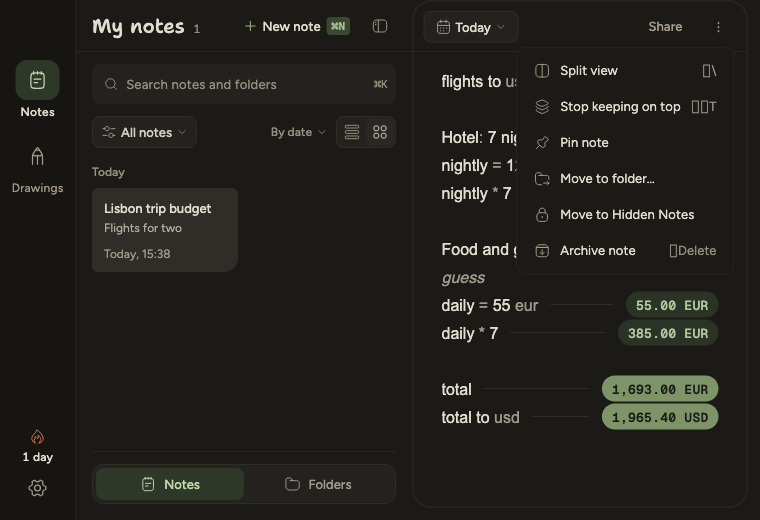 My notes 1
+ New note ⌘N
Today
Share
Notes
Drawings
Search notes and folders ⌘K
All notes
By date
Today
Lisbon trip budget
Flights for two
Today, 15:38
1 day
Notes
Folders
flights to
Split view \
Stop keeping on top T
Pin note
Move to folder...
Move to Hidden Notes
Archive note Delete
Hotel: 7
nightly =
nightly * 7
Food and
guess
daily = 55 eur 55.00 EUR
daily * 7 385.00 EUR
total 1,693.00 EUR
total to usd 1,965.40 USD